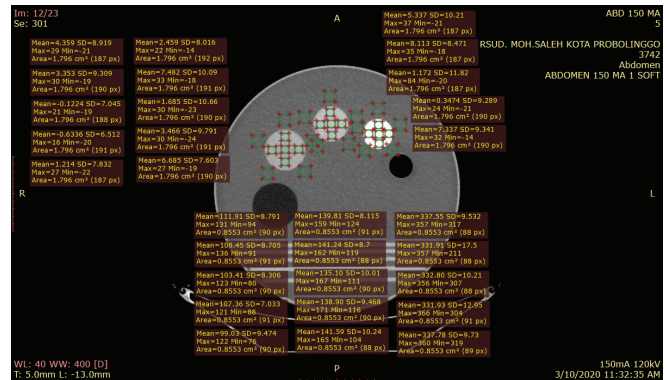 Im: 12/23
Se: 301
A
ABD 150 MA
5
RSUD. MOH.SALEH KOTA PROBOLINGGO
3742
Abdomen
ABDOMEN 150 MA 1 SOFT
Mean=4.359 SD=8.919
Max=29 Min=-21
Area=1.796 cm² (187 px)
Mean=3.353 SD=9.309
Max=30 Min=-19
Area=1.796 cm² (190 px)
Mean=-0.1224 SD=7.045
Max=21 Min=-19
Area=1.796 cm² (188 px)
Mean=-0.6336 SD=6.512
Max=16 Min=-20
Area=1.796 cm² (190 px)
Mean=1.214 SD=7.832
Max=27 Min=-22
Area=1.796 cm² (187 px)
Mean=2.459 SD=8.016
Max=22 Min=-14
Area=1.796 cm² (192 px)
Mean=7.482 SD=10.09
Max=33 Min=-18
Area=1.796 cm² (191 px)
Mean=1.685 SD=10.66
Max=30 Min=-23
Area=1.796 cm² (190 px)
Mean=3.466 SD=9.791
Max=30 Min=-24
Area=1.796 cm² (191 px)
Mean=6.685 SD=7.603
Max=27 Min=-19
Area=1.796 cm² (190 px)
Mean=5.337 SD=10.21
Max=37 Min=-21
Area=1.796 cm² (187 px)
Mean=8.113 SD=8.471
Max=35 Min=-18
Area=1.796 cm² (187 px)
Mean=1.172 SD=11.82
Max=84 Min=-20
Area=1.796 cm² (187 px)
Mean=0.3474 SD=9.289
Max=24 Min=-21
Area=1.796 cm² (190 px)
Mean=7.337 SD=9.341
Max=32 Min=-14
Area=1.796 cm² (190 px)
R
L
Mean=111.91 SD=8.791
Max=131 Min=94
Area=0.8553 cm² (90 px)
Mean=108.45 SD=8.705
Max=136 Min=91
Area=0.8553 cm² (91 px)
Mean=103.41 SD=8.306
Max=123 Min=80
Area=0.8553 cm² (90 px)
Mean=107.36 SD=7.033
Max=121 Min=88
Area=0.8553 cm² (91 px)
Mean=99.03 SD=9.474
Max=122 Min=76
Area=0.8553 cm² (90 px)
Mean=139.81 SD=8.115
Max=159 Min=124
Area=0.8553 cm² (91 px)
Mean=141.24 SD=8.7
Max=162 Min=119
Area=0.8553 cm² (88 px)
Mean=135.10 SD=10.01
Max=167 Min=111
Area=0.8553 cm² (90 px)
Mean=138.90 SD=9.468
Max=171 Min=116
Area=0.8553 cm² (90 px)
Mean=141.59 SD=10.24
Max=165 Min=104
Area=0.8553 cm² (88 px)
Mean=337.55 SD=9.532
Max=357 Min=317
Area=0.8553 cm² (88 px)
Mean=331.91 SD=17.5
Max=357 Min=211
Area=0.8553 cm² (88 px)
Mean=332.80 SD=10.21
Max=356 Min=307
Area=0.8553 cm² (88 px)
Mean=331.93 SD=12.95
Max=366 Min=304
Area=0.8553 cm² (91 px)
Mean=337.78 SD=9.73
Max=360 Min=319
Area=0.8553 cm² (89 px)
WL: 40 WW: 400 [D]
T: 5.0mm L: -13.0mm
P
150mA 120kV
3/10/2020 11:32:35 AM